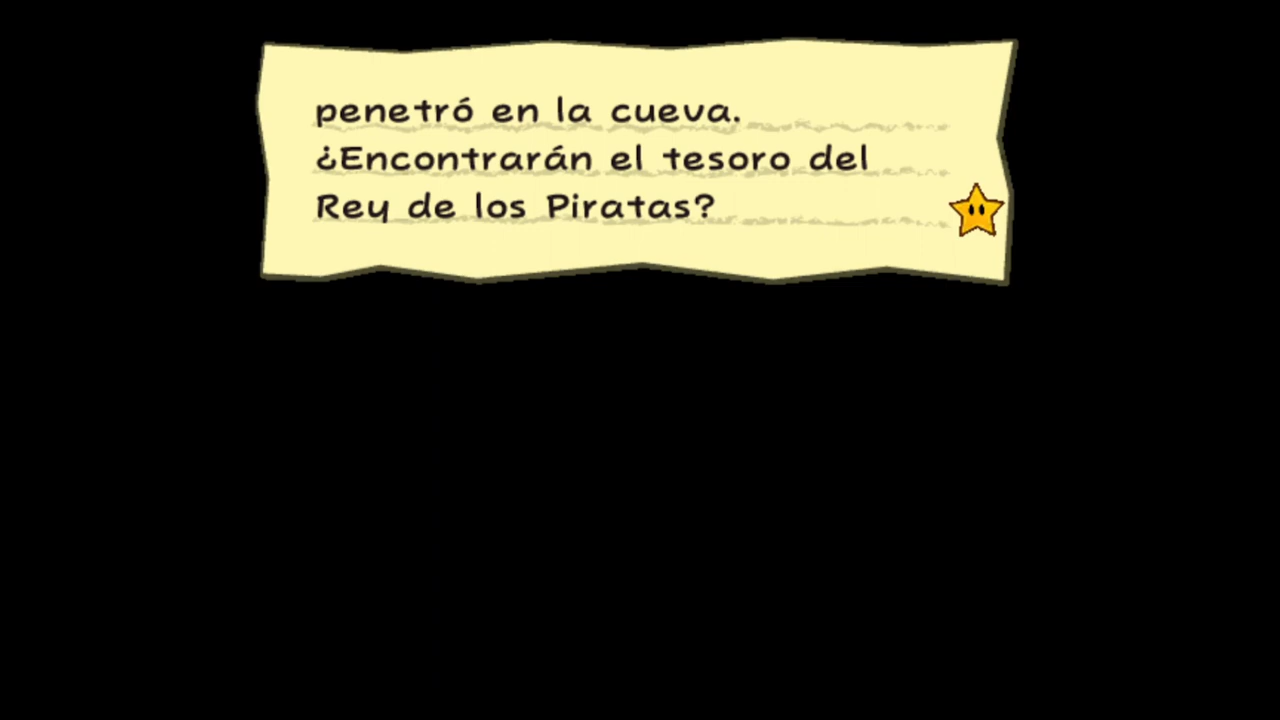 penetró en la cueva.
¿Encontrarán el tesoro del
Rey de los Piratas?